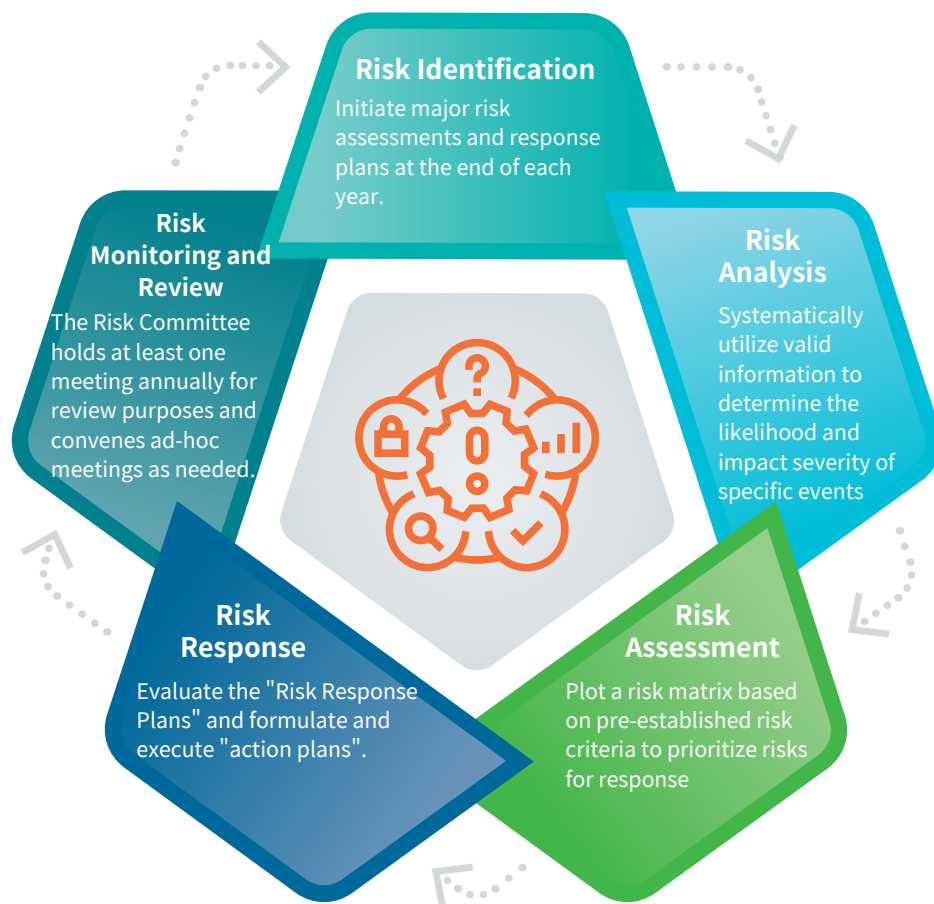 Risk Identification
Initiate major risk
assessments and response
plans at the end of each
year.
Risk
Analysis
Systematically
utilize valid
information to
determine the
likelihood and
impact severity of
specific events
Risk
Assessment
Plot a risk matrix based
on pre-established risk
criteria to prioritize risks
for response
Risk
Response
Evaluate the "Risk Response
Plans" and formulate and
execute "action plans".
Risk
Monitoring and
Review
The Risk Committee
holds at least one
meeting annually for
review purposes and
convenes ad-hoc
meetings as needed.